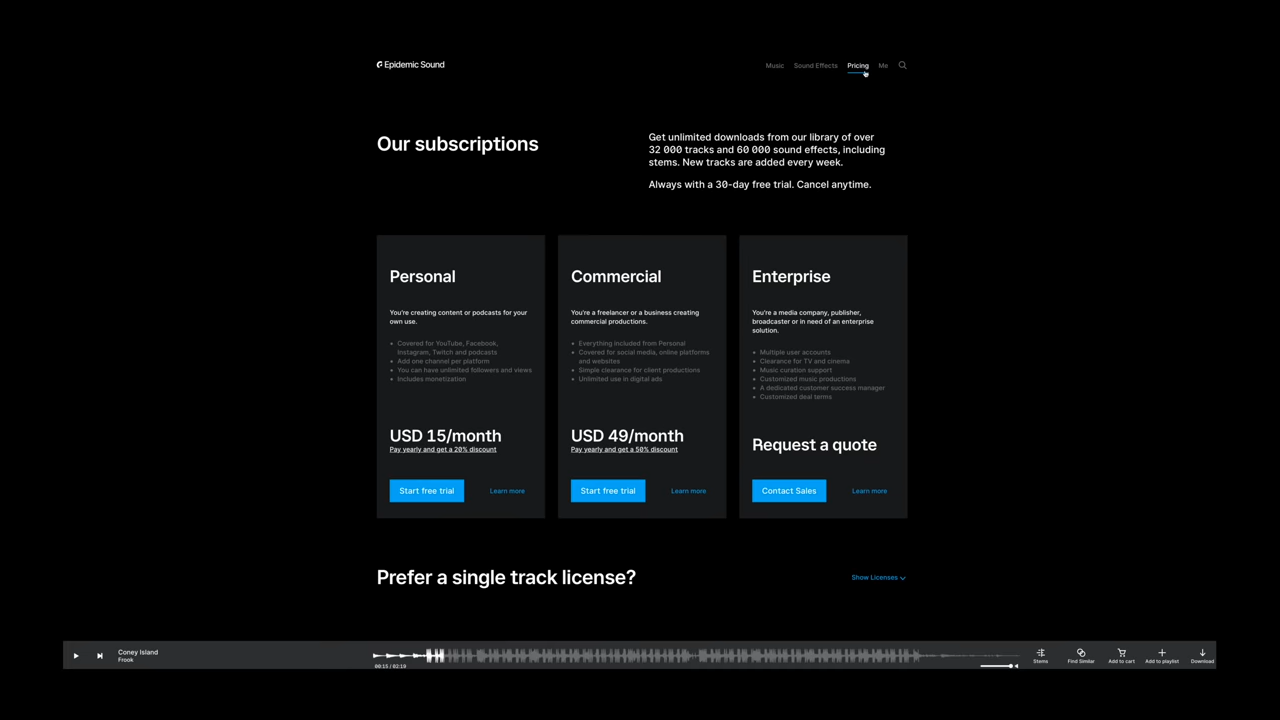 Epidemic Sound
Music Sound Effects Pricing Me
Our subscriptions
Get unlimited downloads from our library of over
32 000 tracks and 60 000 sound effects, including
stems. New tracks are added every week.
Always with a 30-day free trial. Cancel anytime.
Personal
You're creating content or podcasts for your
own use.
• Covered for YouTube, Facebook,
Instagram, Twitch and podcasts
• Add one channel per platform
• You can have unlimited followers and views
• Includes monetization
USD 15/month
Pay yearly and get a 20% discount
Start free trial Learn more
Commercial
You're a freelancer or a business creating
commercial productions.
• Everything included from Personal
• Covered for social media, online platforms
and websites
• Simple clearance for client productions
• Unlimited use in digital ads
USD 49/month
Pay yearly and get a 50% discount
Start free trial Learn more
Enterprise
You're a media company, publisher,
broadcaster or in need of an enterprise
solution.
• Multiple user accounts
• Clearance for TV and cinema
• Music curation support
• Customized music productions
• A dedicated customer success manager
• Customized deal terms
Request a quote
Contact Sales Learn more
Prefer a single track license?
Show Licenses
Coney Island
Frook
00:15 / 02:19
Stems Find Similar Add to cart Add to playlist Download